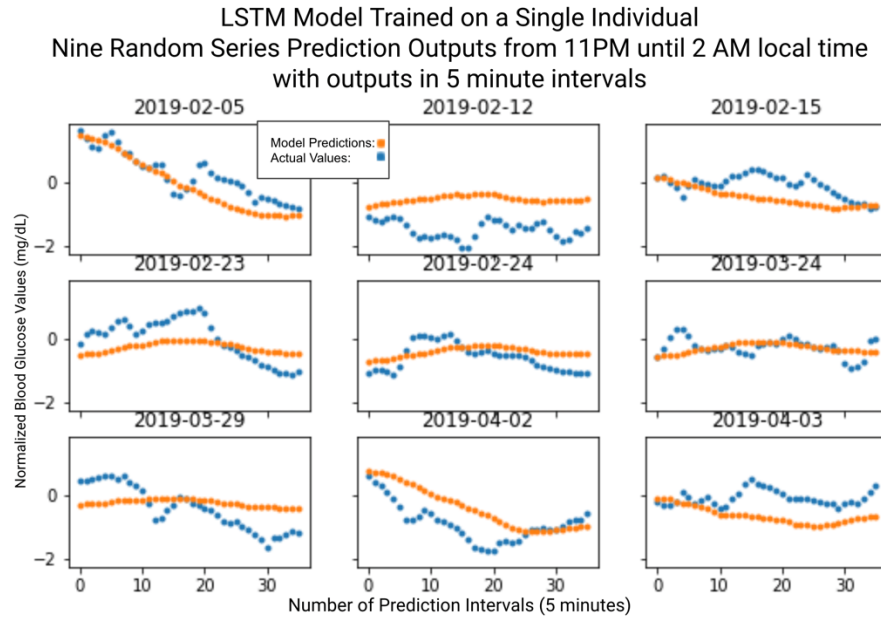 LSTM Model Trained on a Single Individual
Nine Random Series Prediction Outputs from 11PM until 2 AM local time
with outputs in 5 minute intervals
2019-02-05
2019-02-12
2019-02-15
Model Predictions:
Actual Values:
0
−2
2019-02-23
2019-02-24
2019-03-24
0
−2
2019-03-29
2019-04-02
2019-04-03
0
−2
0 10 20 30
0 10 20 30
0 10 20 30
Normalized Blood Glucose Values (mg/dL)
Number of Prediction Intervals (5 minutes)